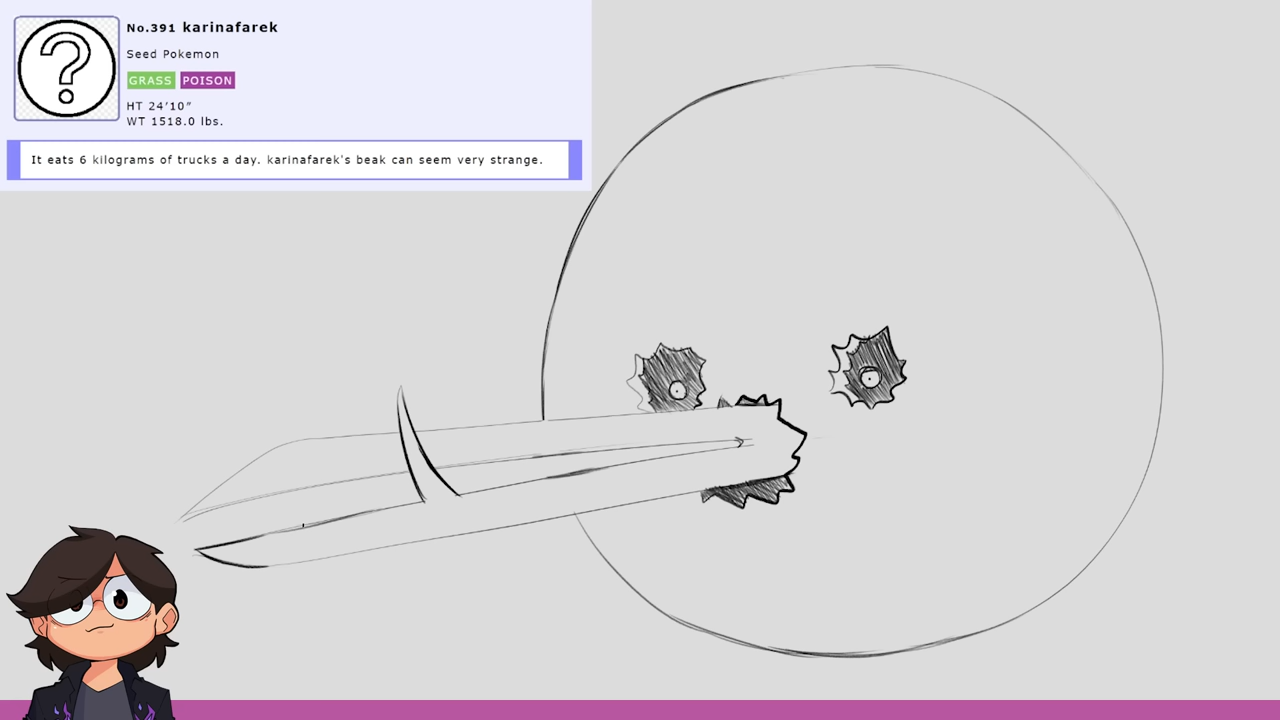 No.391 karinafarek
Seed Pokemon
GRASS POISON
HT 24'10"
WT 1518.0 lbs.
It eats 6 kilograms of trucks a day. karinafarek's beak can seem very strange.